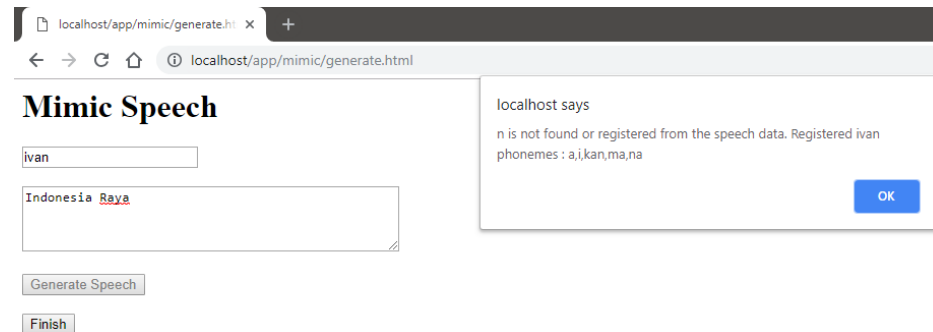 localhost/app/mimic/generate.ht
localhost/app/mimic/generate.html
Mimic Speech
ivan
Indonesia Raya
Generate Speech
Finish
localhost says
n is not found or registered from the speech data. Registered ivan
phonemes : a,i,kan,ma,na
OK